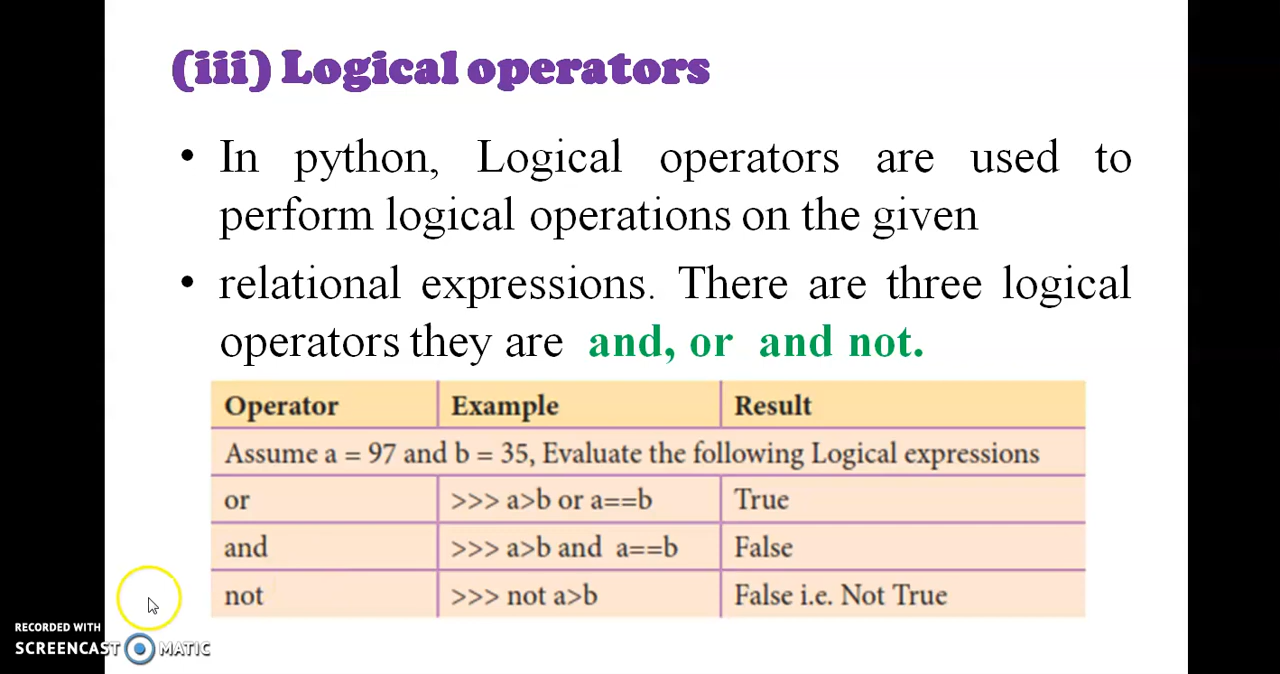 (iii) Logical operators
• In python, Logical operators are used to
perform logical operations on the given
• relational expressions. There are three logical
operators they are and, or and not.
Operator Example Result
Assume a = 97 and b = 35, Evaluate the following Logical expressions
or >>> a>b or a==b True
and >>> a>b and a==b False
not >>> not a>b False i.e. Not True
RECORDED WITH
SCREENCAST MATIC